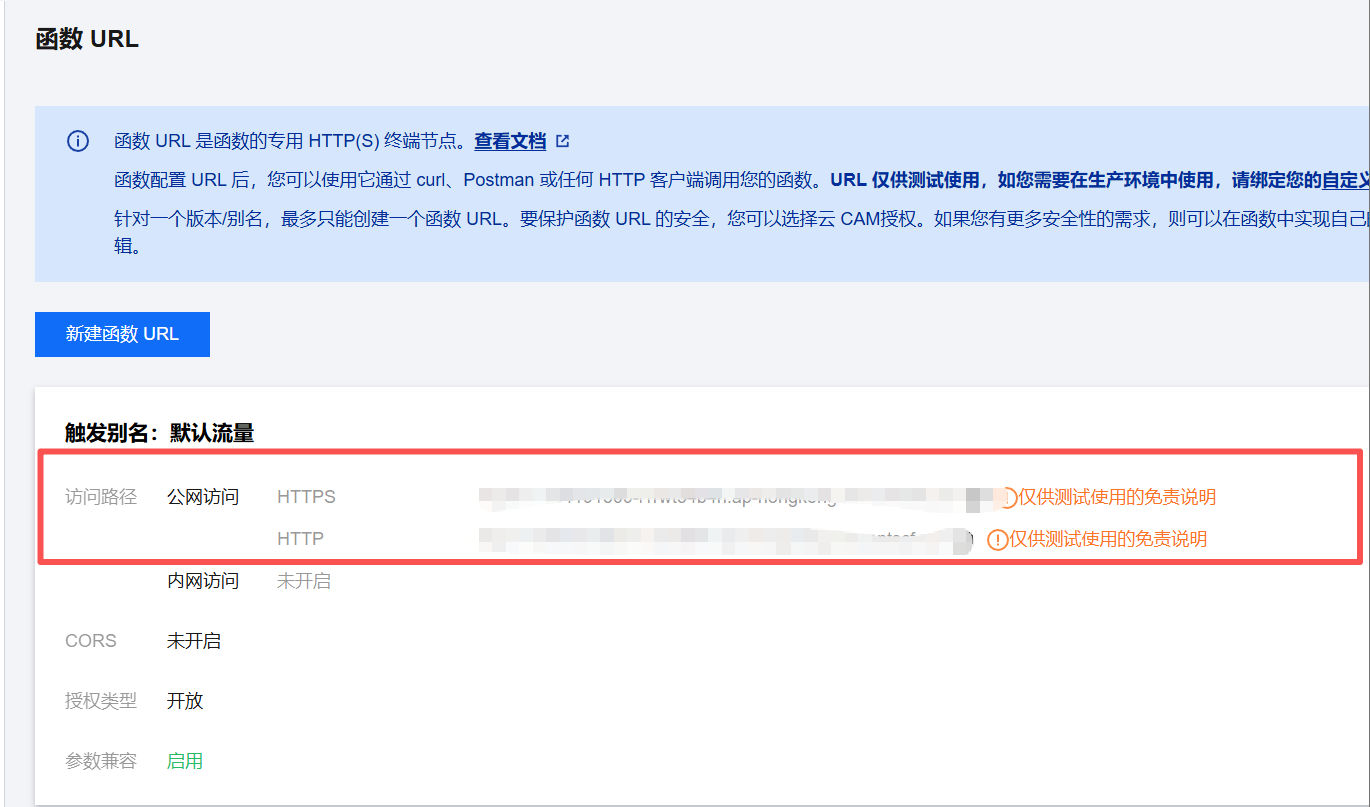 函数 URL
函数 URL 是函数的专用 HTTP(S) 终端节点。查看文档
函数配置 URL 后，您可以使用它通过 curl、Postman 或任何 HTTP 客户端调用您的函数。URL 仅供测试使用，如您需要在生产环境中使用，请绑定您的自定义
针对一个版本/别名，最多只能创建一个函数 URL。要保护函数 URL 的安全，您可以选择云 CAM授权。如果您有更多安全性的需求，则可以在函数中实现自己
辑。
新建函数 URL
触发别名：默认流量
访问路径 公网访问 HTTPS 仅供测试使用的免责说明
HTTP 仅供测试使用的免责说明
内网访问 未开启
CORS 未开启
授权类型 开放
参数兼容 启用